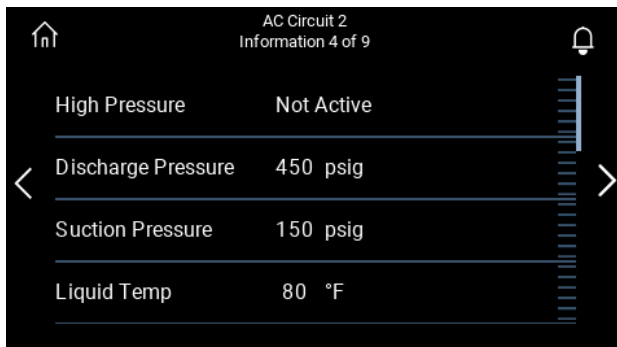 AC Circuit 2
Information 4 of 9
High Pressure Not Active
Discharge Pressure 450 psig
Suction Pressure 150 psig
Liquid Temp 80 °F